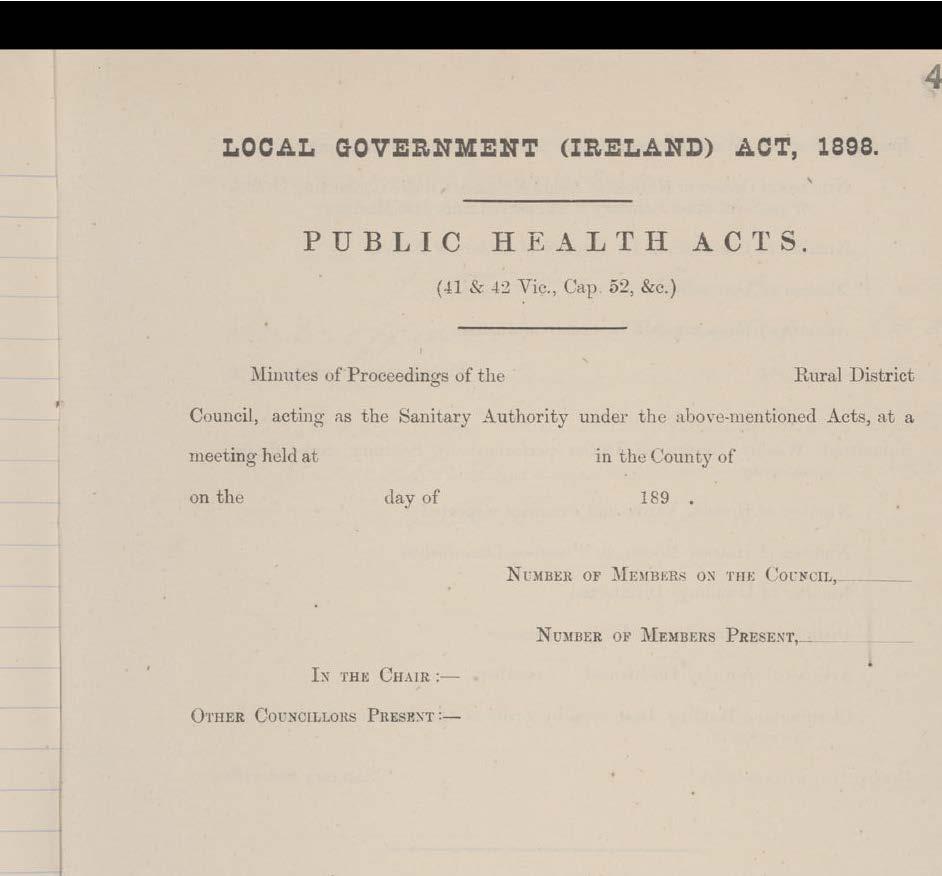 4
LOCAL GOVERNMENT (IRELAND) ACT, 1898.
PUBLIC HEALTH ACTS.
(41 & 42 Vic., Cap. 52, &c.)
Minutes of Proceedings of the Rural District
Council, acting as the Sanitary Authority under the above-mentioned Acts, at a
meeting held at in the County of
on the day of 189 .
NUMBER OF MEMBERS ON THE COUNCIL,
NUMBER OF MEMBERS PRESENT,
IN THE CHAIR :—
OTHER COUNCILLORS PRESENT :—